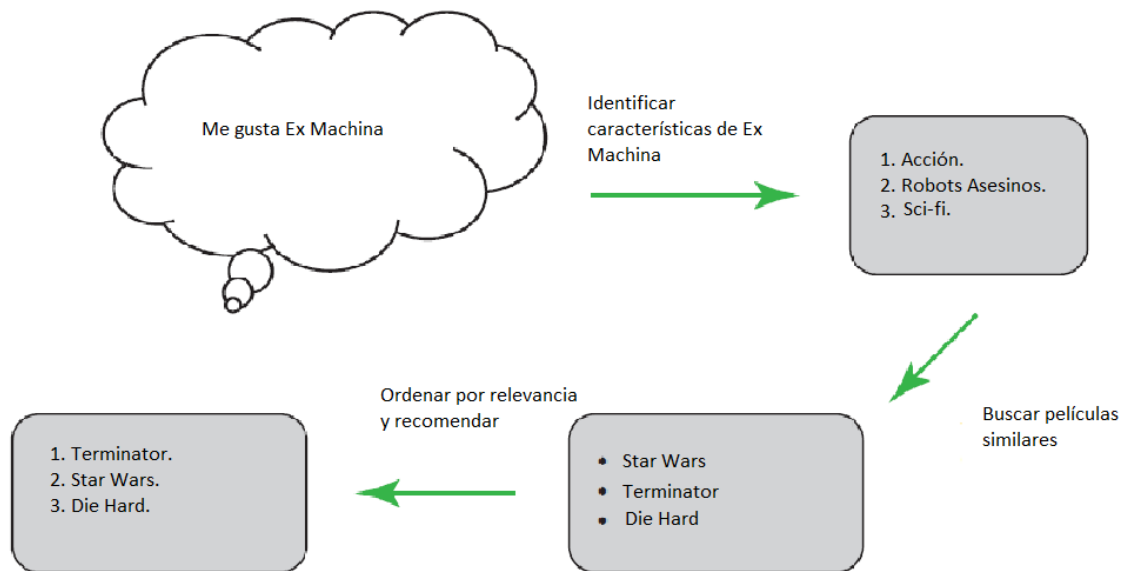 Me gusta Ex Machina
Identificar
características de Ex
Machina
1. Acción.
2. Robots Asesinos.
3. Sci-fi.
Buscar películas
similares
• Star Wars
• Terminator
• Die Hard
Ordenar por relevancia
y recomendar
1. Terminator.
2. Star Wars.
3. Die Hard.